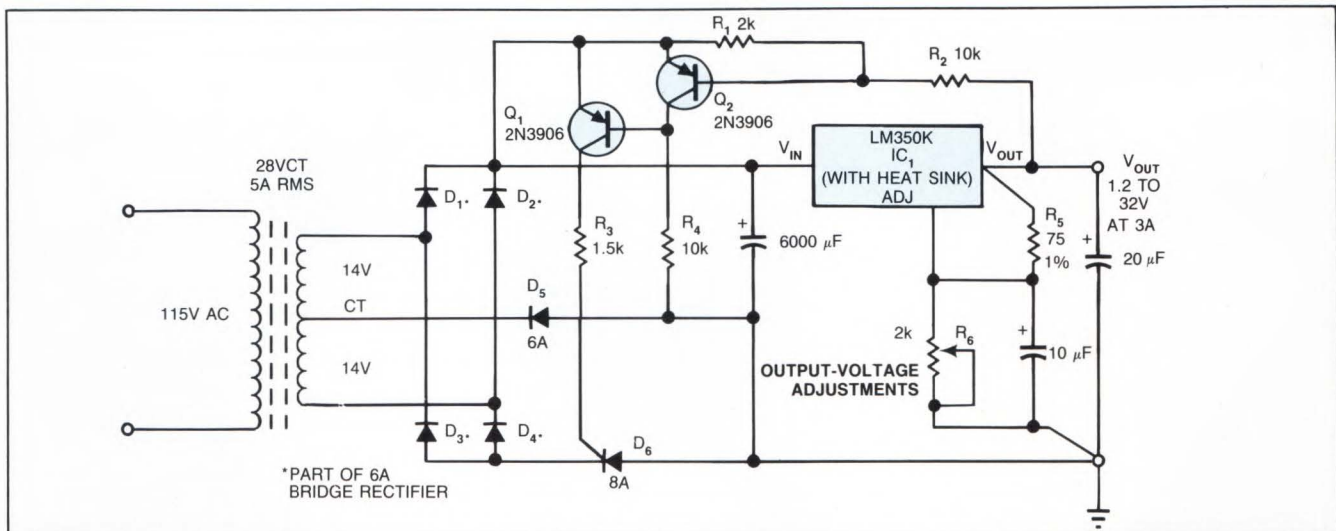 R1 2k
R2 10k
Q1
2N3906
Q2
2N3906
28VCT
5A RMS
VIN
LM350K
IC1
(WITH HEAT SINK)
ADJ
VOUT
VOUT
1.2 TO
32V
AT 3A
D1.
D2.
R3
1.5k
R4
10k
6000 μF
R5
75
1%
20 μF
+
+
+
14V
CT
14V
115V AC
D5
6A
2k
R6
10 μF
OUTPUT-VOLTAGE
ADJUSTMENTS
D3.
D4.
D6
8A
*PART OF 6A
BRIDGE RECTIFIER